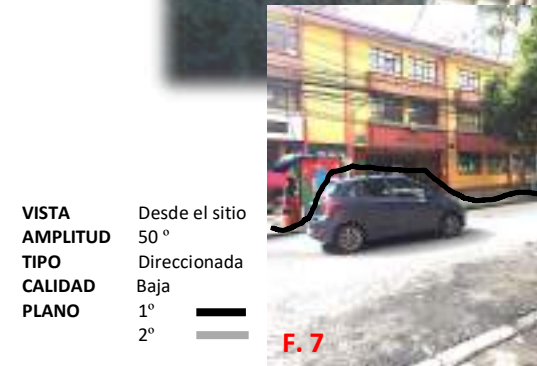 VISTA Desde el sitio
AMPLITUD 50 º
TIPO Direccionada
CALIDAD Baja
PLANO 1º
2º
F. 7